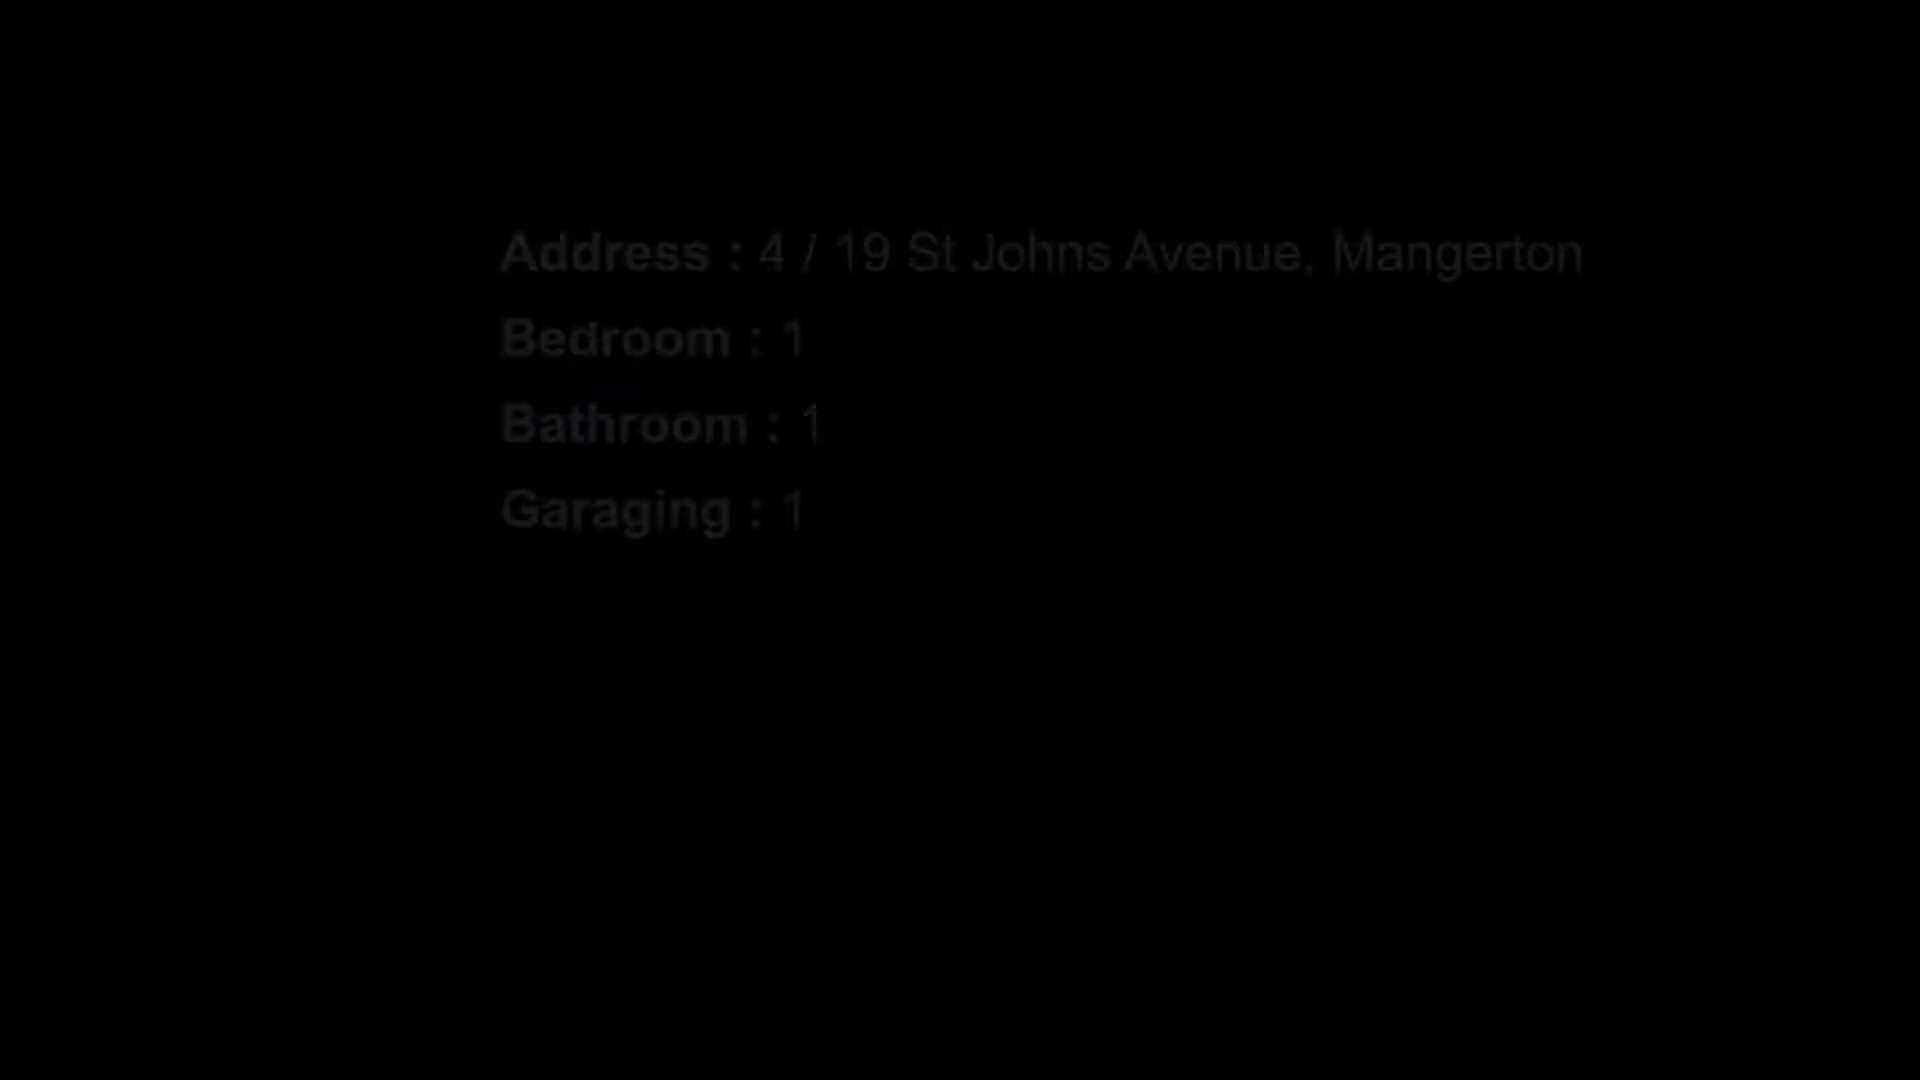 Address : 4 / 19 St Johns Avenue, Mangerton
Bedroom : 1
Bathroom : 1
Garaging : 1